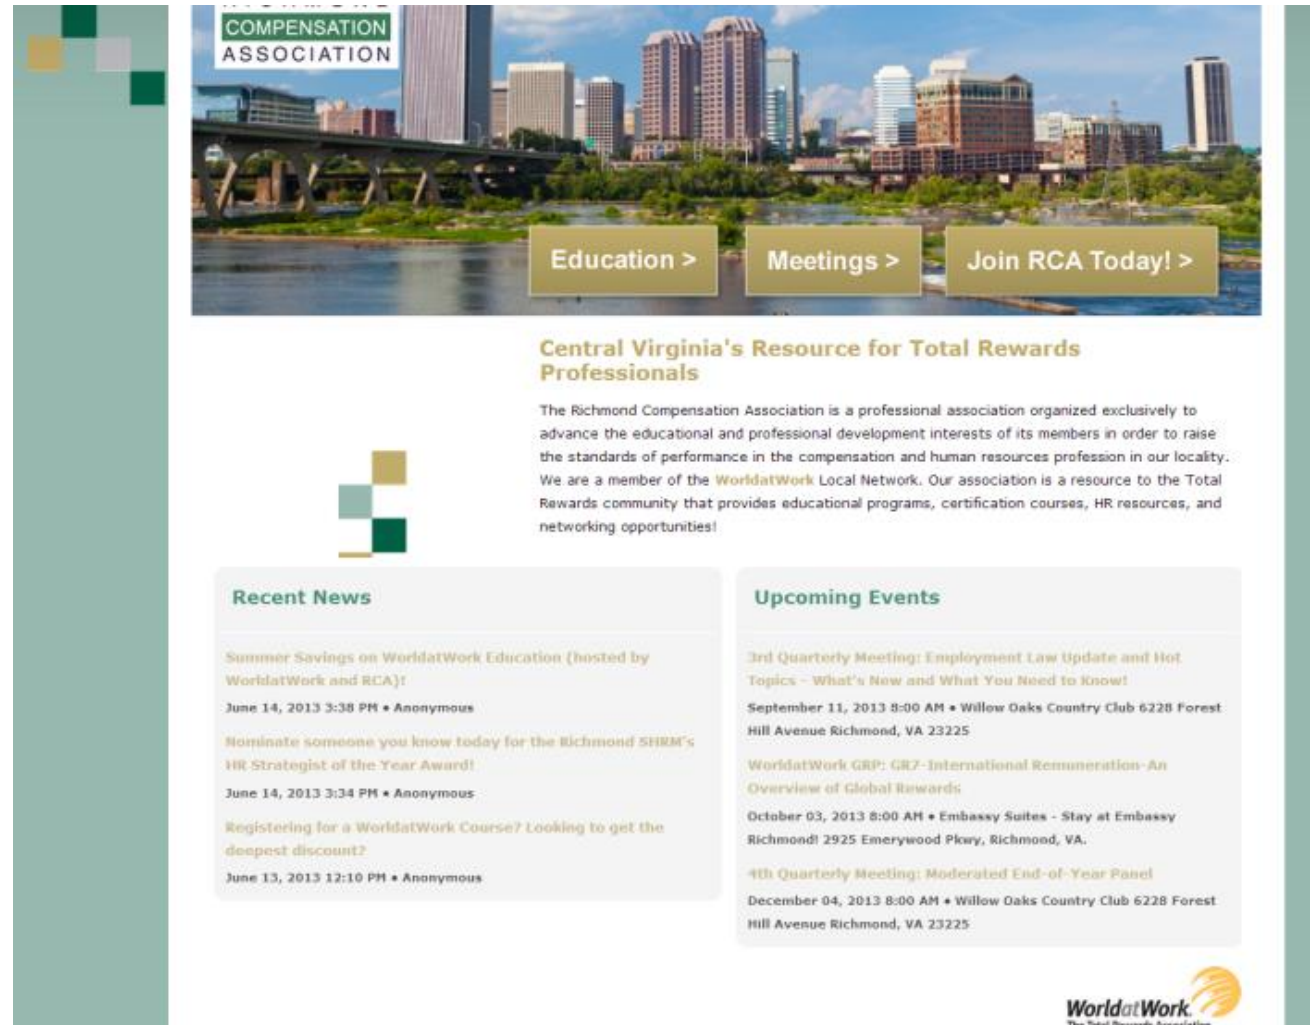 COMPENSATION
ASSOCIATION
Education >
Meetings >
Join RCA Today! >
Central Virginia's Resource for Total Rewards
Professionals
The Richmond Compensation Association is a professional association organized exclusively to
advance the educational and professional development interests of its members in order to raise
the standards of performance in the compensation and human resources profession in our locality.
We are a member of the WorldatWork Local Network. Our association is a resource to the Total
Rewards community that provides educational programs, certification courses, HR resources, and
networking opportunities!
Recent News
Summer Savings on WorldatWork Education (hosted by
WorldatWork and RCA)!
June 14, 2013 3:38 PM • Anonymous
Nominate someone you know today for the Richmond SHRM's
HR Strategist of the Year Award!
June 14, 2013 3:34 PM • Anonymous
Registering for a WorldatWork Course? Looking to get the
deepest discount?
June 13, 2013 12:10 PM • Anonymous
Upcoming Events
3rd Quarterly Meeting: Employment Law Update and Hot
Topics - What's New and What You Need to Know!
September 11, 2013 8:00 AM • Willow Oaks Country Club 6228 Forest
Hill Avenue Richmond, VA 23225
WorldatWork GRP: GR7-International Remuneration-An
Overview of Global Rewards
October 03, 2013 8:00 AM • Embassy Suites - Stay at Embassy
Richmond! 2925 Emerywood Pkwy, Richmond, VA.
4th Quarterly Meeting: Moderated End-of-Year Panel
December 04, 2013 8:00 AM • Willow Oaks Country Club 6228 Forest
Hill Avenue Richmond, VA 23225
WorldatWork.